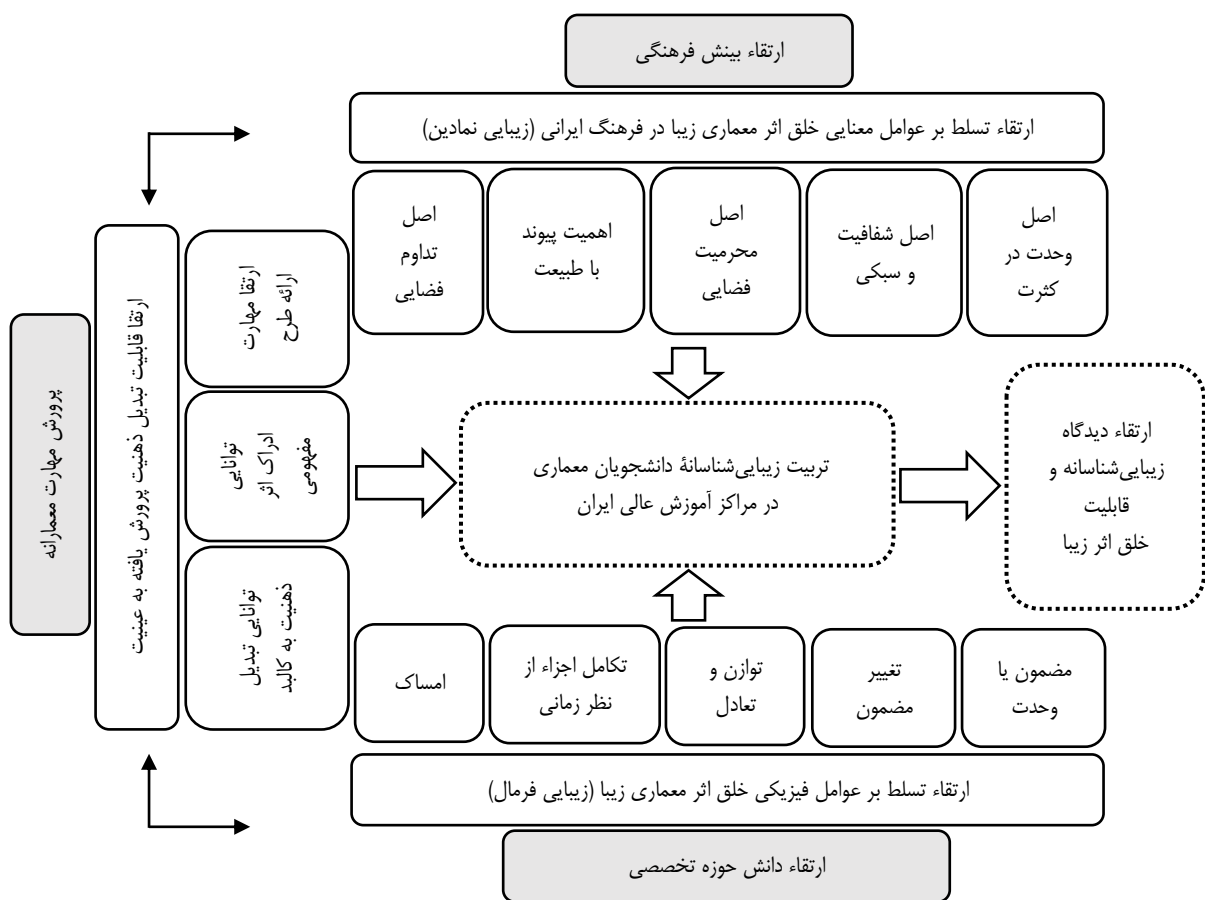 ارتقاء بینش فرهنگی
ارتقاء تسلط بر عوامل معنایی خلق اثر معماری زیبا در فرهنگ ایرانی (زیبایی نمادین)
اصل
وحدت در
کثرت
اصل شفافیت
و سبکی
اصل
محرمیت
فضایی
اهمیت پیوند
با طبیعت
اصل
تداوم
فضایی
ارتقاء دیدگاه
زیبایی‌شناسانه و
قابلیت
خلق اثر زیبا
تربیت زیبایی‌شناسانهٔ دانشجویان معماری
در مراکز آموزش عالی ایران
ارتقا مهارت
ارائه طرح
توانایی
ادراک اثر
مفهومی
توانایی تبدیل
ذهنیت به کالبد
ارتقا قابلیت تبدیل ذهنیت پرورش یافته به عینیت
پرورش مهارت معمارانه
مضمون یا
وحدت
تغییر
مضمون
توازن و
تعادل
تکامل اجزاء از
نظر زمانی
امساک
ارتقاء تسلط بر عوامل فیزیکی خلق اثر معماری زیبا (زیبایی فرمال)
ارتقاء دانش حوزه تخصصی